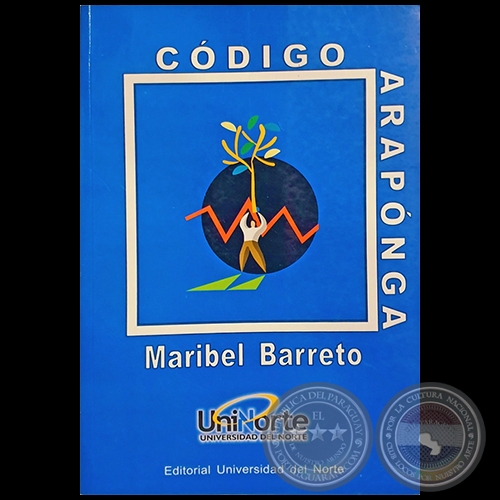 CÓDIGO
ARAPÓNGA
Maribel Barreto
UniNorte
UNIVERSIDAD DEL NORTE
Editorial Universidad del Norte